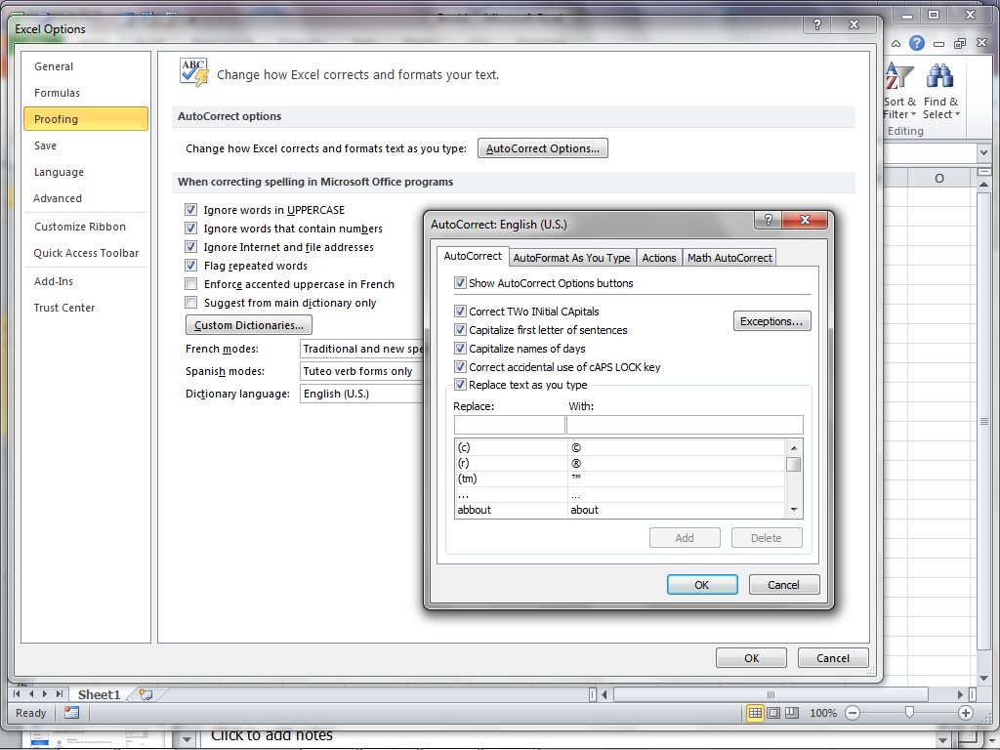 Excel Options
General
Formulas
Proofing
Save
Language
Advanced
Customize Ribbon
Quick Access Toolbar
Add-Ins
Trust Center
ABC
Change how Excel corrects and formats your text.
AutoCorrect options
Change how Excel corrects and formats text as you type:
AutoCorrect Options...
When correcting spelling in Microsoft Office programs
Ignore words in UPPERCASE
Ignore words that contain numbers
Ignore Internet and file addresses
Flag repeated words
Enforce accented uppercase in French
Suggest from main dictionary only
Custom Dictionaries...
French modes: Traditional and new spe
Spanish modes: Tuteo verb forms only
Dictionary language: English (U.S.)
AutoCorrect: English (U.S.)
AutoCorrect AutoFormat As You Type Actions Math AutoCorrect
Show AutoCorrect Options buttons
Correct TWo INitial CApitals
Exceptions...
Capitalize first letter of sentences
Capitalize names of days
Correct accidental use of cAPS LOCK key
Replace text as you type
Replace: With:
(c) ©
(r) ®
(tm) ™
... …
abbout about
Add Delete
OK Cancel
OK Cancel
Sort & Find &
Filter Select
Editing
O
Sheet1
Ready
100%
Click to add notes